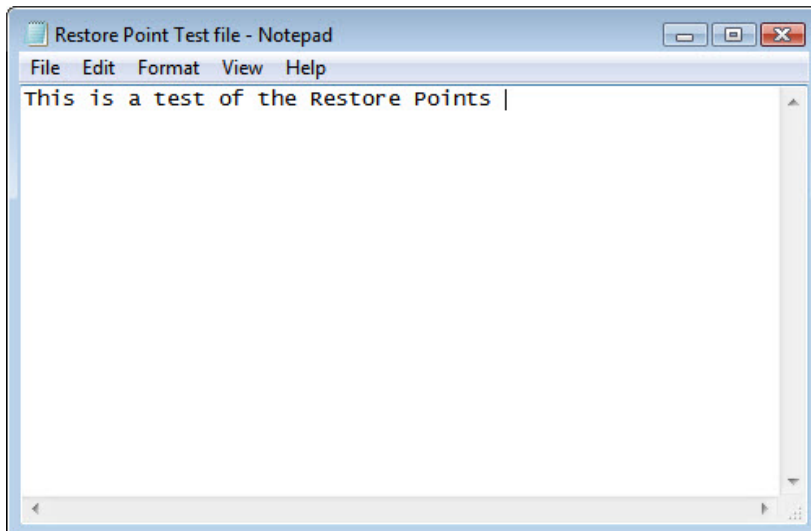 Restore Point Test file - Notepad
File Edit Format View Help
This is a test of the Restore Points